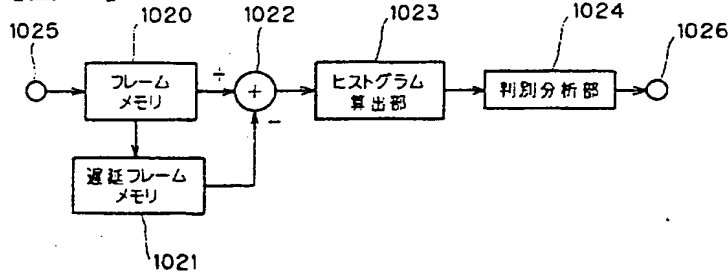 1025
1020
1022
1023
1024
1026
フレーム
メモリ
÷
+
−
ヒストグラム
算出部
判別分析部
遅延フレーム
メモリ
1021